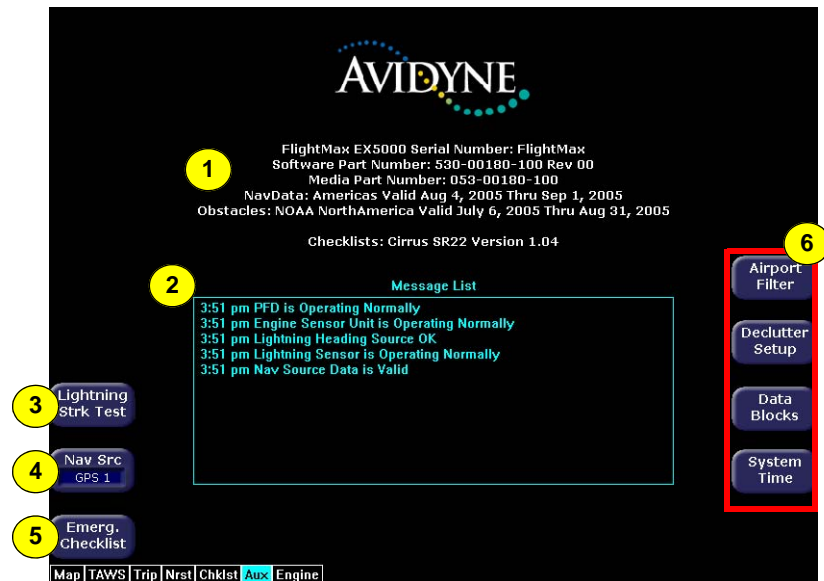 AVIDYNE
FlightMax EX5000 Serial Number: FlightMax
Software Part Number: 530-00180-100 Rev 00
1
Media Part Number: 053-00180-100
NavData: Americas Valid Aug 4, 2005 Thru Sep 1, 2005
Obstacles: NOAA NorthAmerica Valid July 6, 2005 Thru Aug 31, 2005
Checklists: Cirrus SR22 Version 1.04
6
2
Message List
3:51 pm PFD is Operating Normally
3:51 pm Engine Sensor Unit is Operating Normally
3:51 pm Lightning Heading Source OK
3:51 pm Lightning Sensor is Operating Normally
3:51 pm Nav Source Data is Valid
Airport
Filter
Declutter
Setup
Data
Blocks
System
Time
3
Lightning
Strk Test
4
Nav Src
GPS 1
5
Emerg.
Checklist
Map TAWS Trip Nrst Chklst Aux Engine